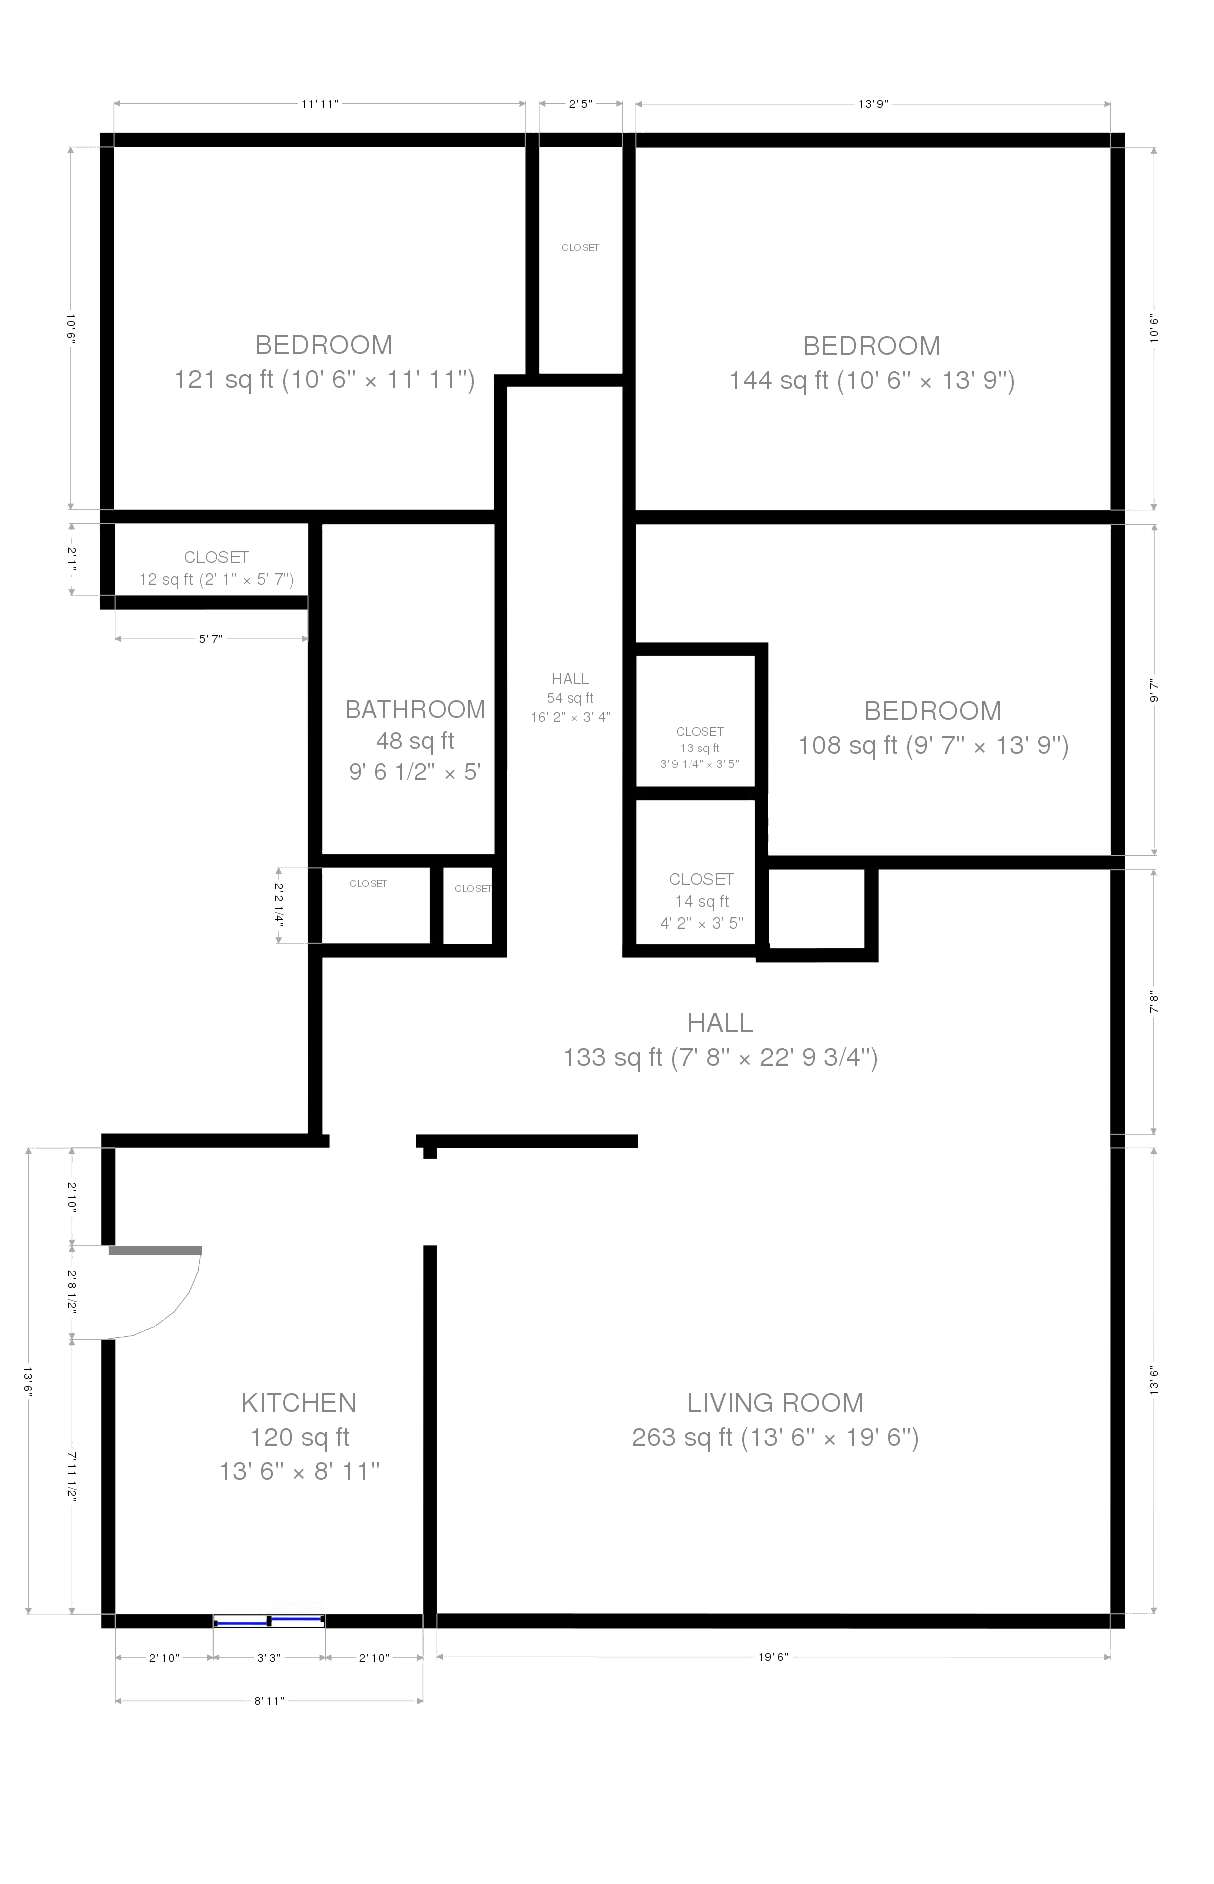 11' 11"
2' 5"
13' 9"
10' 6"
10' 6"
CLOSET
BEDROOM
121 sq ft (10' 6" × 11' 11")
BEDROOM
144 sq ft (10' 6" × 13' 9")
2' 1"
CLOSET
12 sq ft (2' 1" × 5' 7")
5' 7"
BATHROOM
48 sq ft
9' 6 1/2" × 5'
HALL
54 sq ft
16' 2" × 3' 4"
CLOSET
13 sq ft
3' 9 1/4" × 3' 5"
BEDROOM
108 sq ft (9' 7" × 13' 9")
9' 7"
2' 2 1/4"
CLOSET
CLOSET
CLOSET
14 sq ft
4' 2" × 3' 5"
7' 8"
HALL
133 sq ft (7' 8" × 22' 9 3/4")
2' 10"
2' 8 1/2"
13' 6"
7' 11 1/2"
KITCHEN
120 sq ft
13' 6" × 8' 11"
LIVING ROOM
263 sq ft (13' 6" × 19' 6")
13' 6"
2' 10"
3' 3"
2' 10"
19' 6"
8' 11"